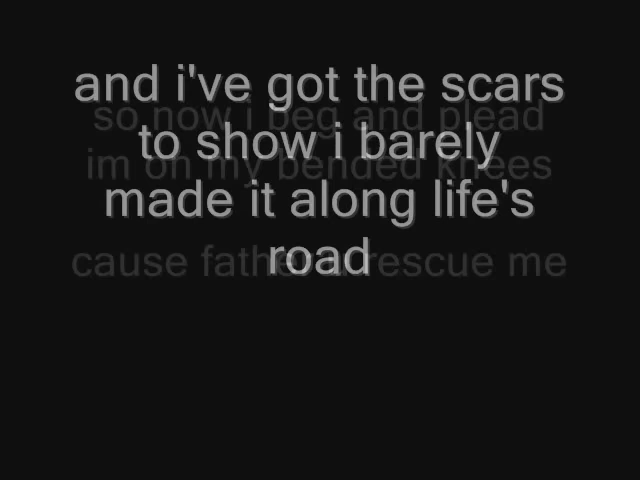 and i've got the scars
so now i beg and plead
to show i barely
im on my bended knees
made it along life's
road
cause father rescue me